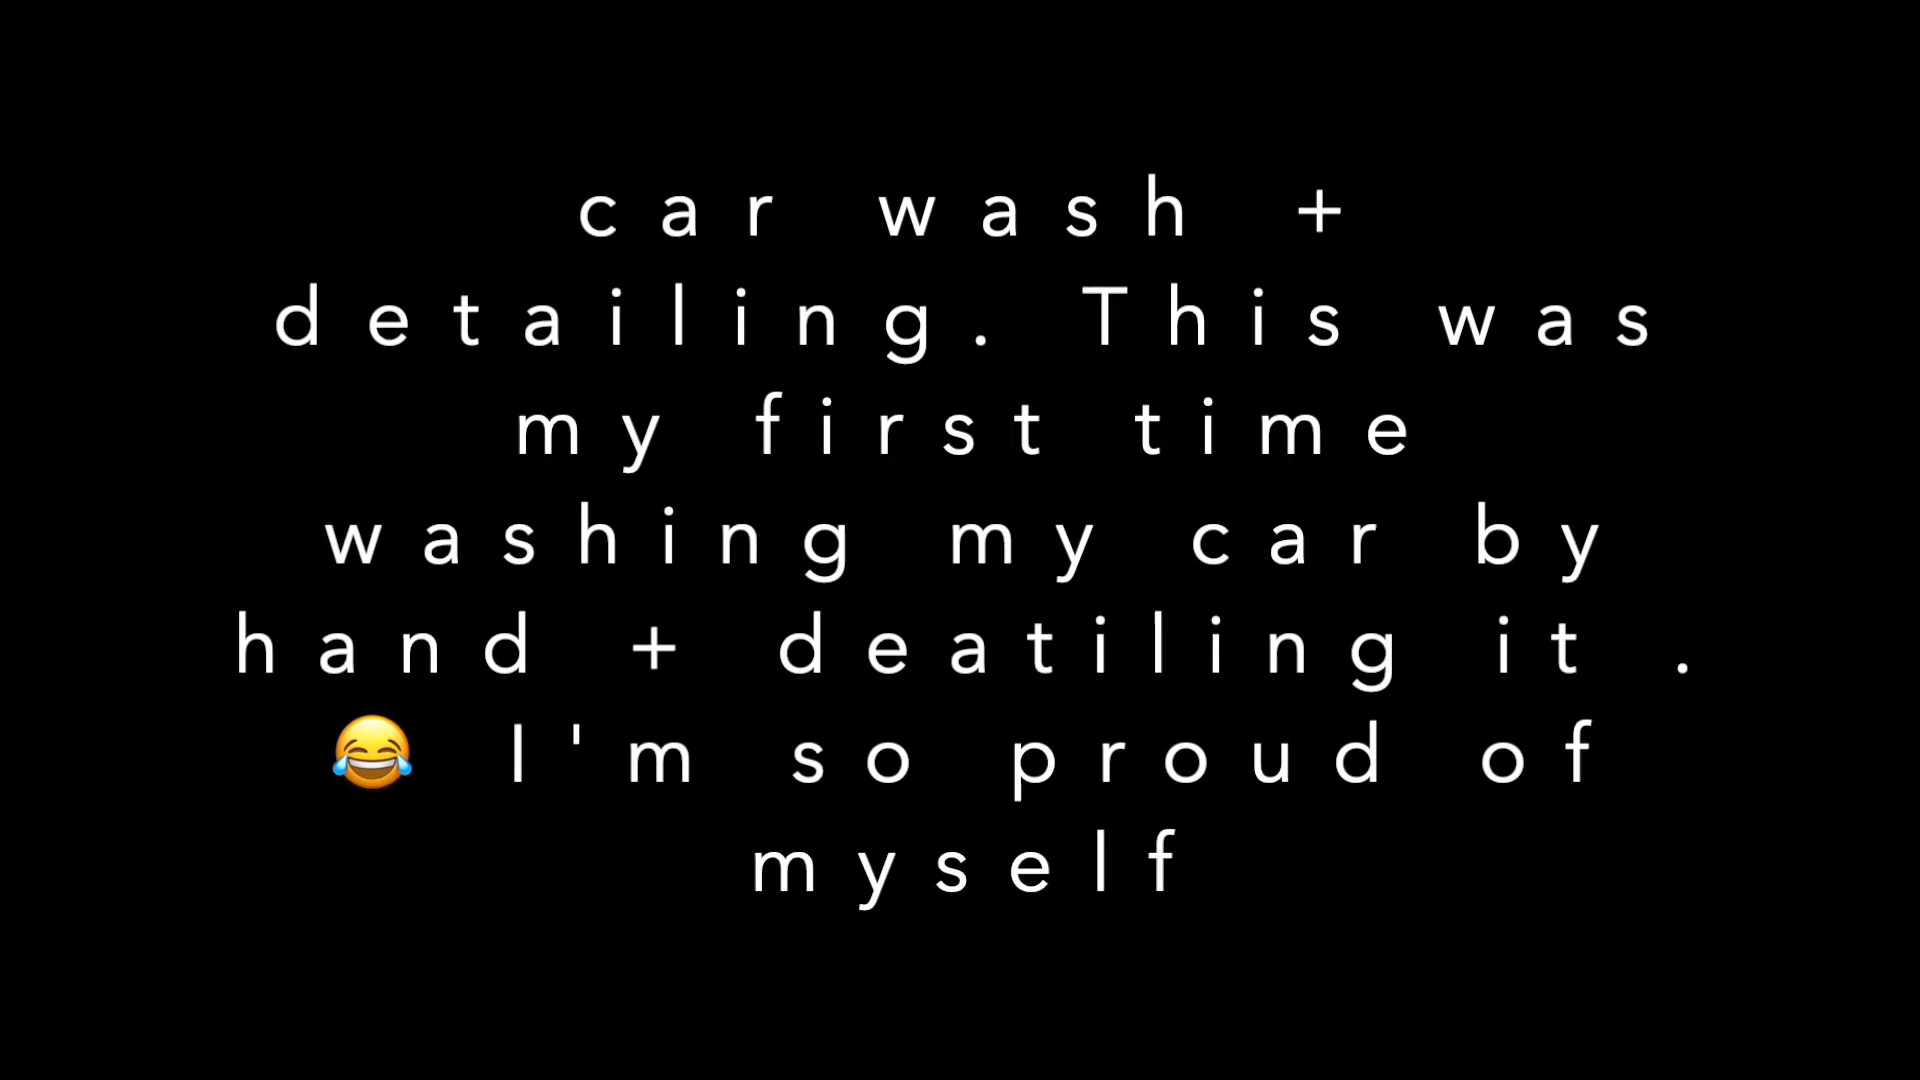 car wash +
detailing. This was
my first time
washing my car by
hand + deatiling it .
😂 I'm so proud of
myself